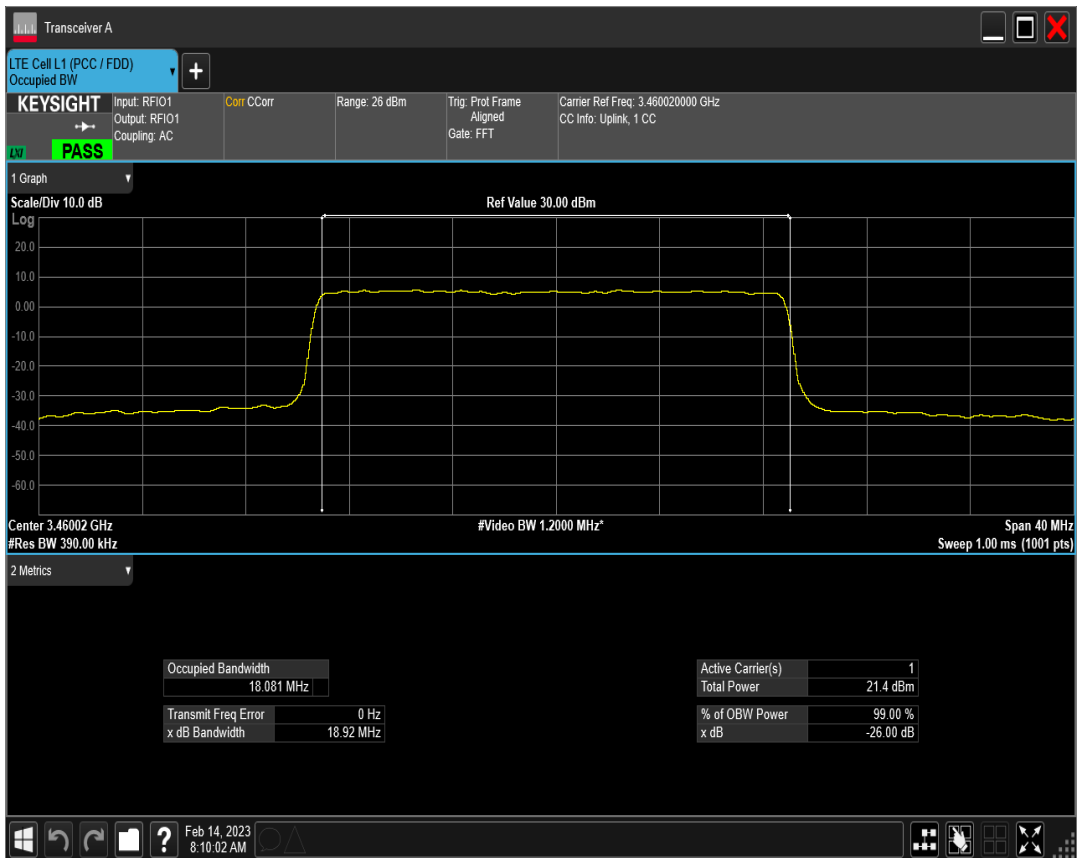 Transceiver A
LTE Cell L1 (PCC / FDD)
Occupied BW
+
KEYSIGHT
LXI
PASS
Input: RFIO1
Output: RFIO1
Coupling: AC
Corr CCorr
Range: 26 dBm
Trig: Prot Frame
Aligned
Gate: FFT
Carrier Ref Freq: 3.460020000 GHz
CC Info: Uplink, 1 CC
1 Graph
Scale/Div 10.0 dB
Ref Value 30.00 dBm
Log
20.0
10.0
0.00
-10.0
-20.0
-30.0
-40.0
-50.0
-60.0
Center 3.46002 GHz
#Video BW 1.2000 MHz*
Span 40 MHz
#Res BW 390.00 kHz
Sweep 1.00 ms (1001 pts)
2 Metrics
Occupied Bandwidth
18.081 MHz
Transmit Freq Error 0 Hz
x dB Bandwidth 18.92 MHz
Active Carrier(s) 1
Total Power 21.4 dBm
% of OBW Power 99.00 %
x dB -26.00 dB
?
Feb 14, 2023
8:10:02 AM